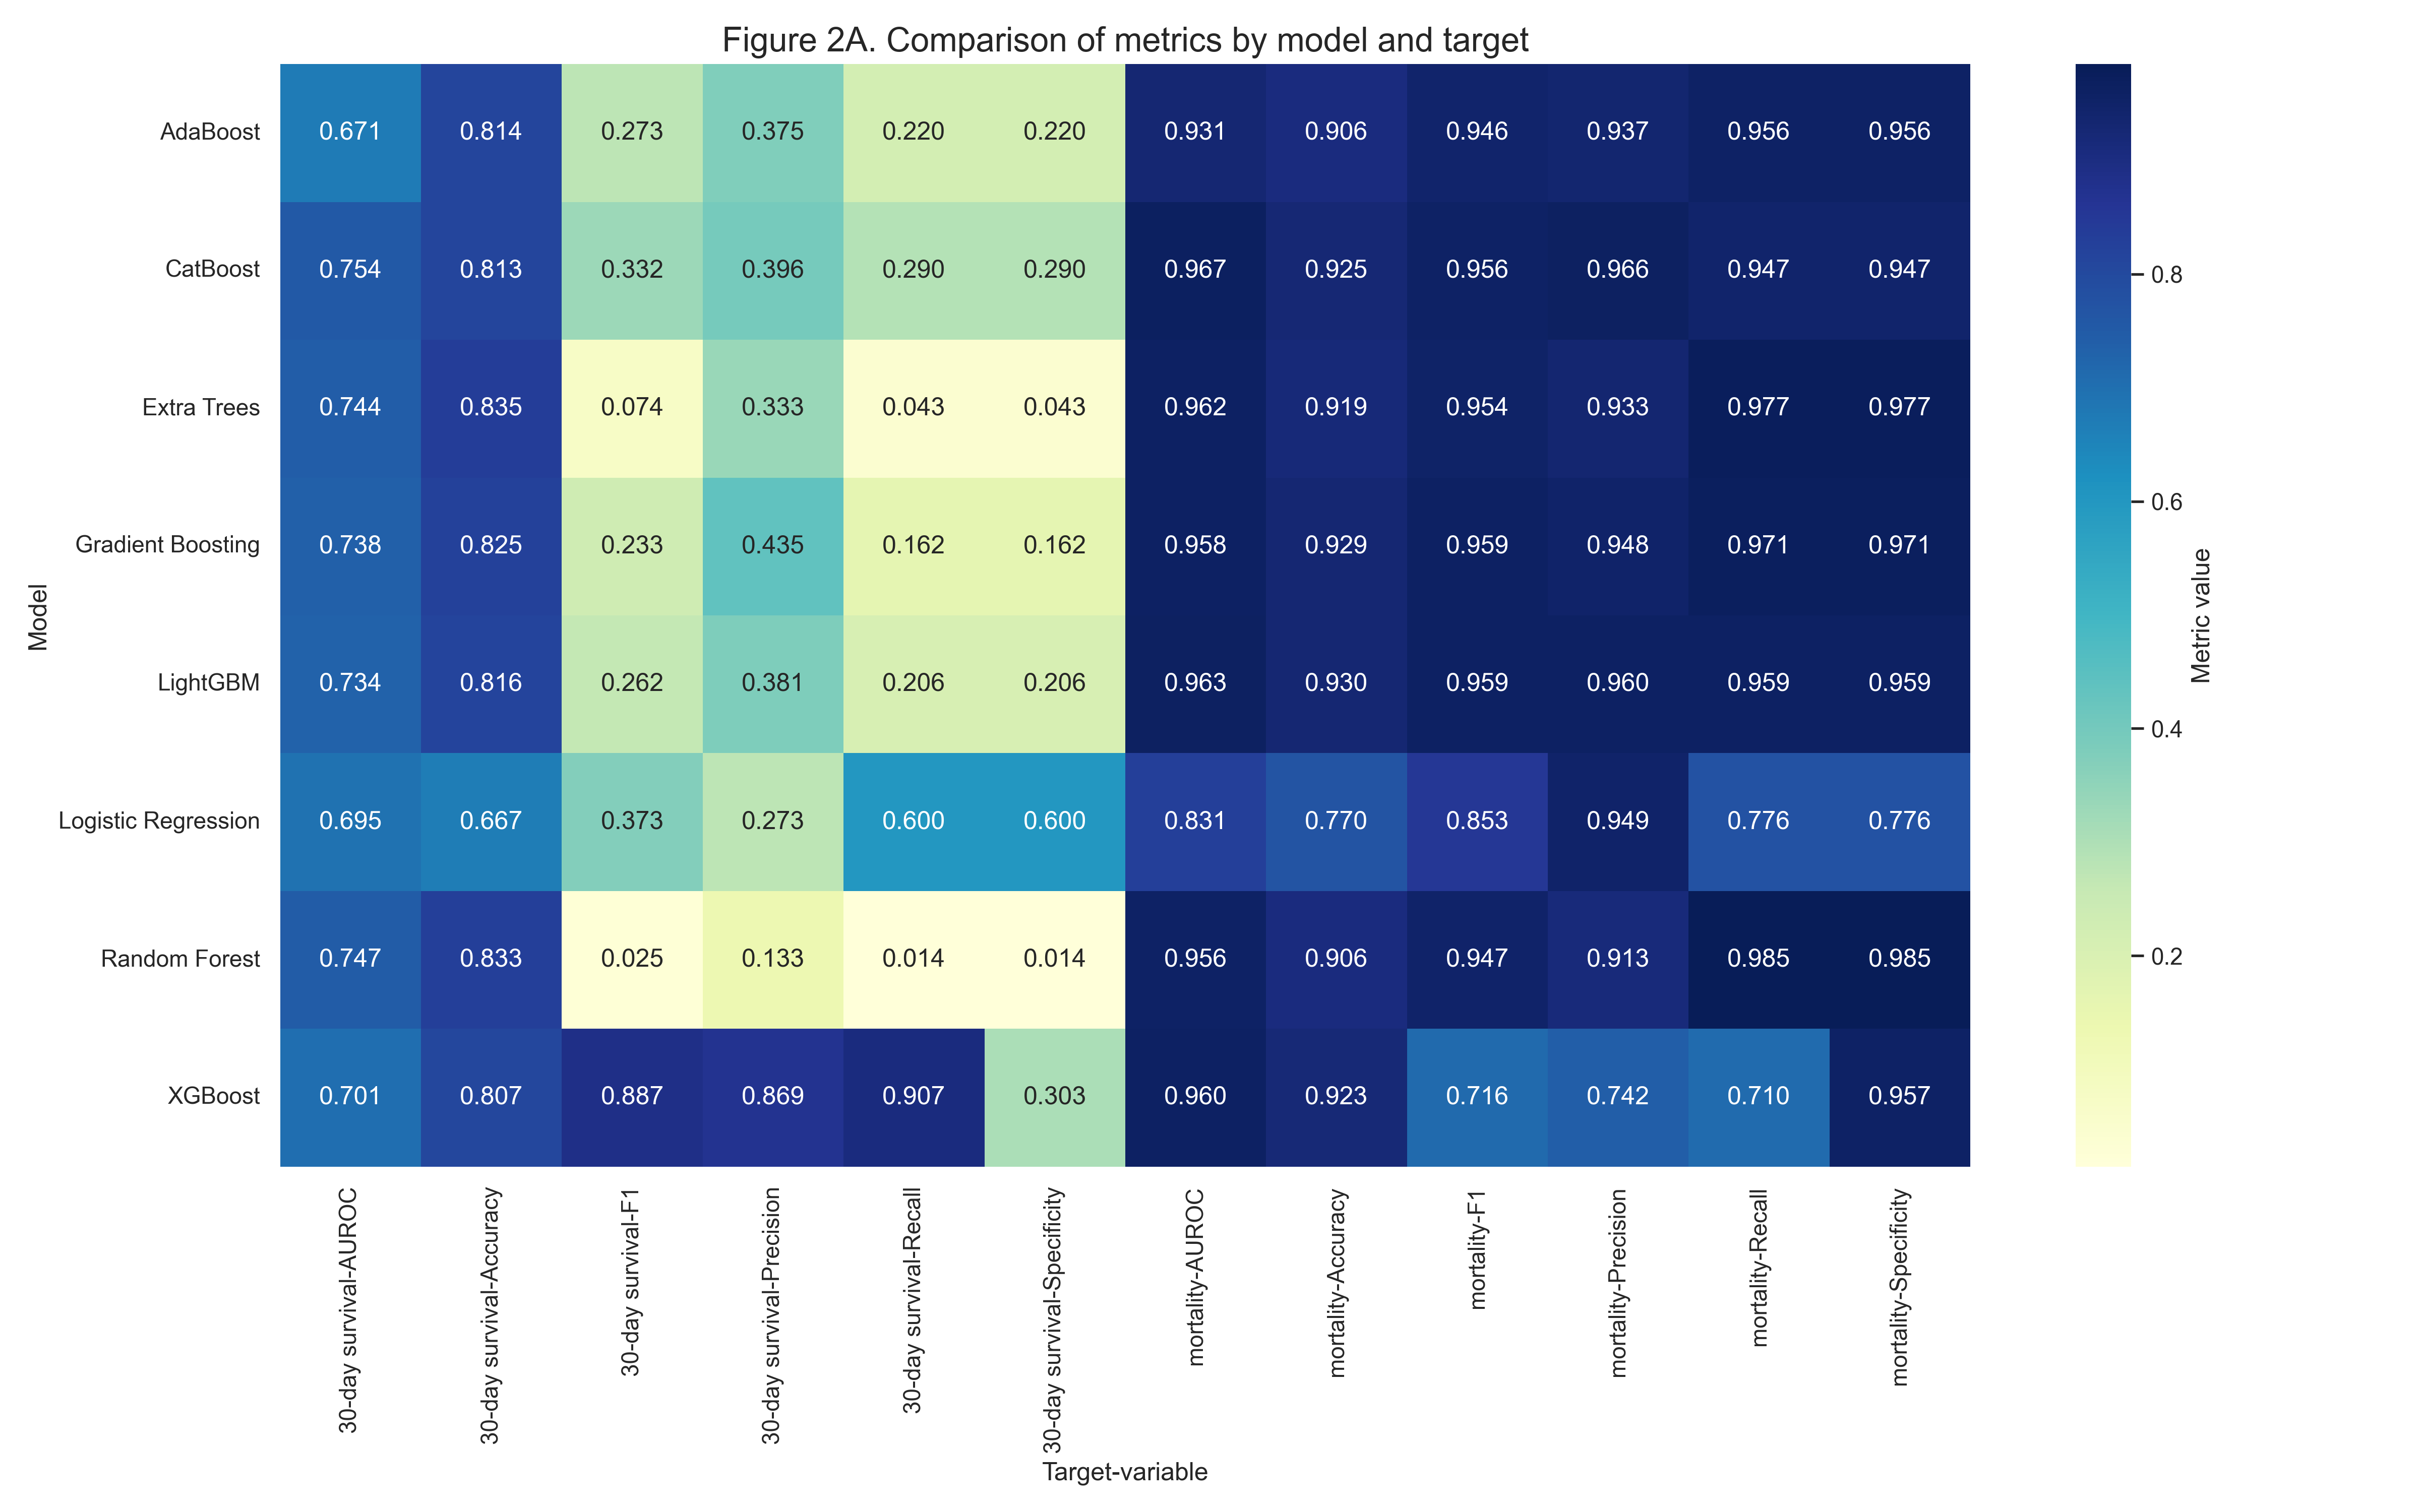 Figure 2A. Comparison of metrics by model and target
AdaBoost 0.671 0.814 0.273 0.375 0.220 0.220 0.931 0.906 0.946 0.937 0.956 0.956
CatBoost 0.754 0.813 0.332 0.396 0.290 0.290 0.967 0.925 0.956 0.966 0.947 0.947
Extra Trees 0.744 0.835 0.074 0.333 0.043 0.043 0.962 0.919 0.954 0.933 0.977 0.977
Gradient Boosting 0.738 0.825 0.233 0.435 0.162 0.162 0.958 0.929 0.959 0.948 0.971 0.971
LightGBM 0.734 0.816 0.262 0.381 0.206 0.206 0.963 0.930 0.959 0.960 0.959 0.959
Logistic Regression 0.695 0.667 0.373 0.273 0.600 0.600 0.831 0.770 0.853 0.949 0.776 0.776
Random Forest 0.747 0.833 0.025 0.133 0.014 0.014 0.956 0.906 0.947 0.913 0.985 0.985
XGBoost 0.701 0.807 0.887 0.869 0.907 0.303 0.960 0.923 0.716 0.742 0.710 0.957
Model
30-day survival-AUROC
30-day survival-Accuracy
30-day survival-F1
30-day survival-Precision
30-day survival-Recall
30-day survival-Specificity
mortality-AUROC
mortality-Accuracy
mortality-F1
mortality-Precision
mortality-Recall
mortality-Specificity
Target-variable
0.8
0.6
0.4
0.2
Metric value